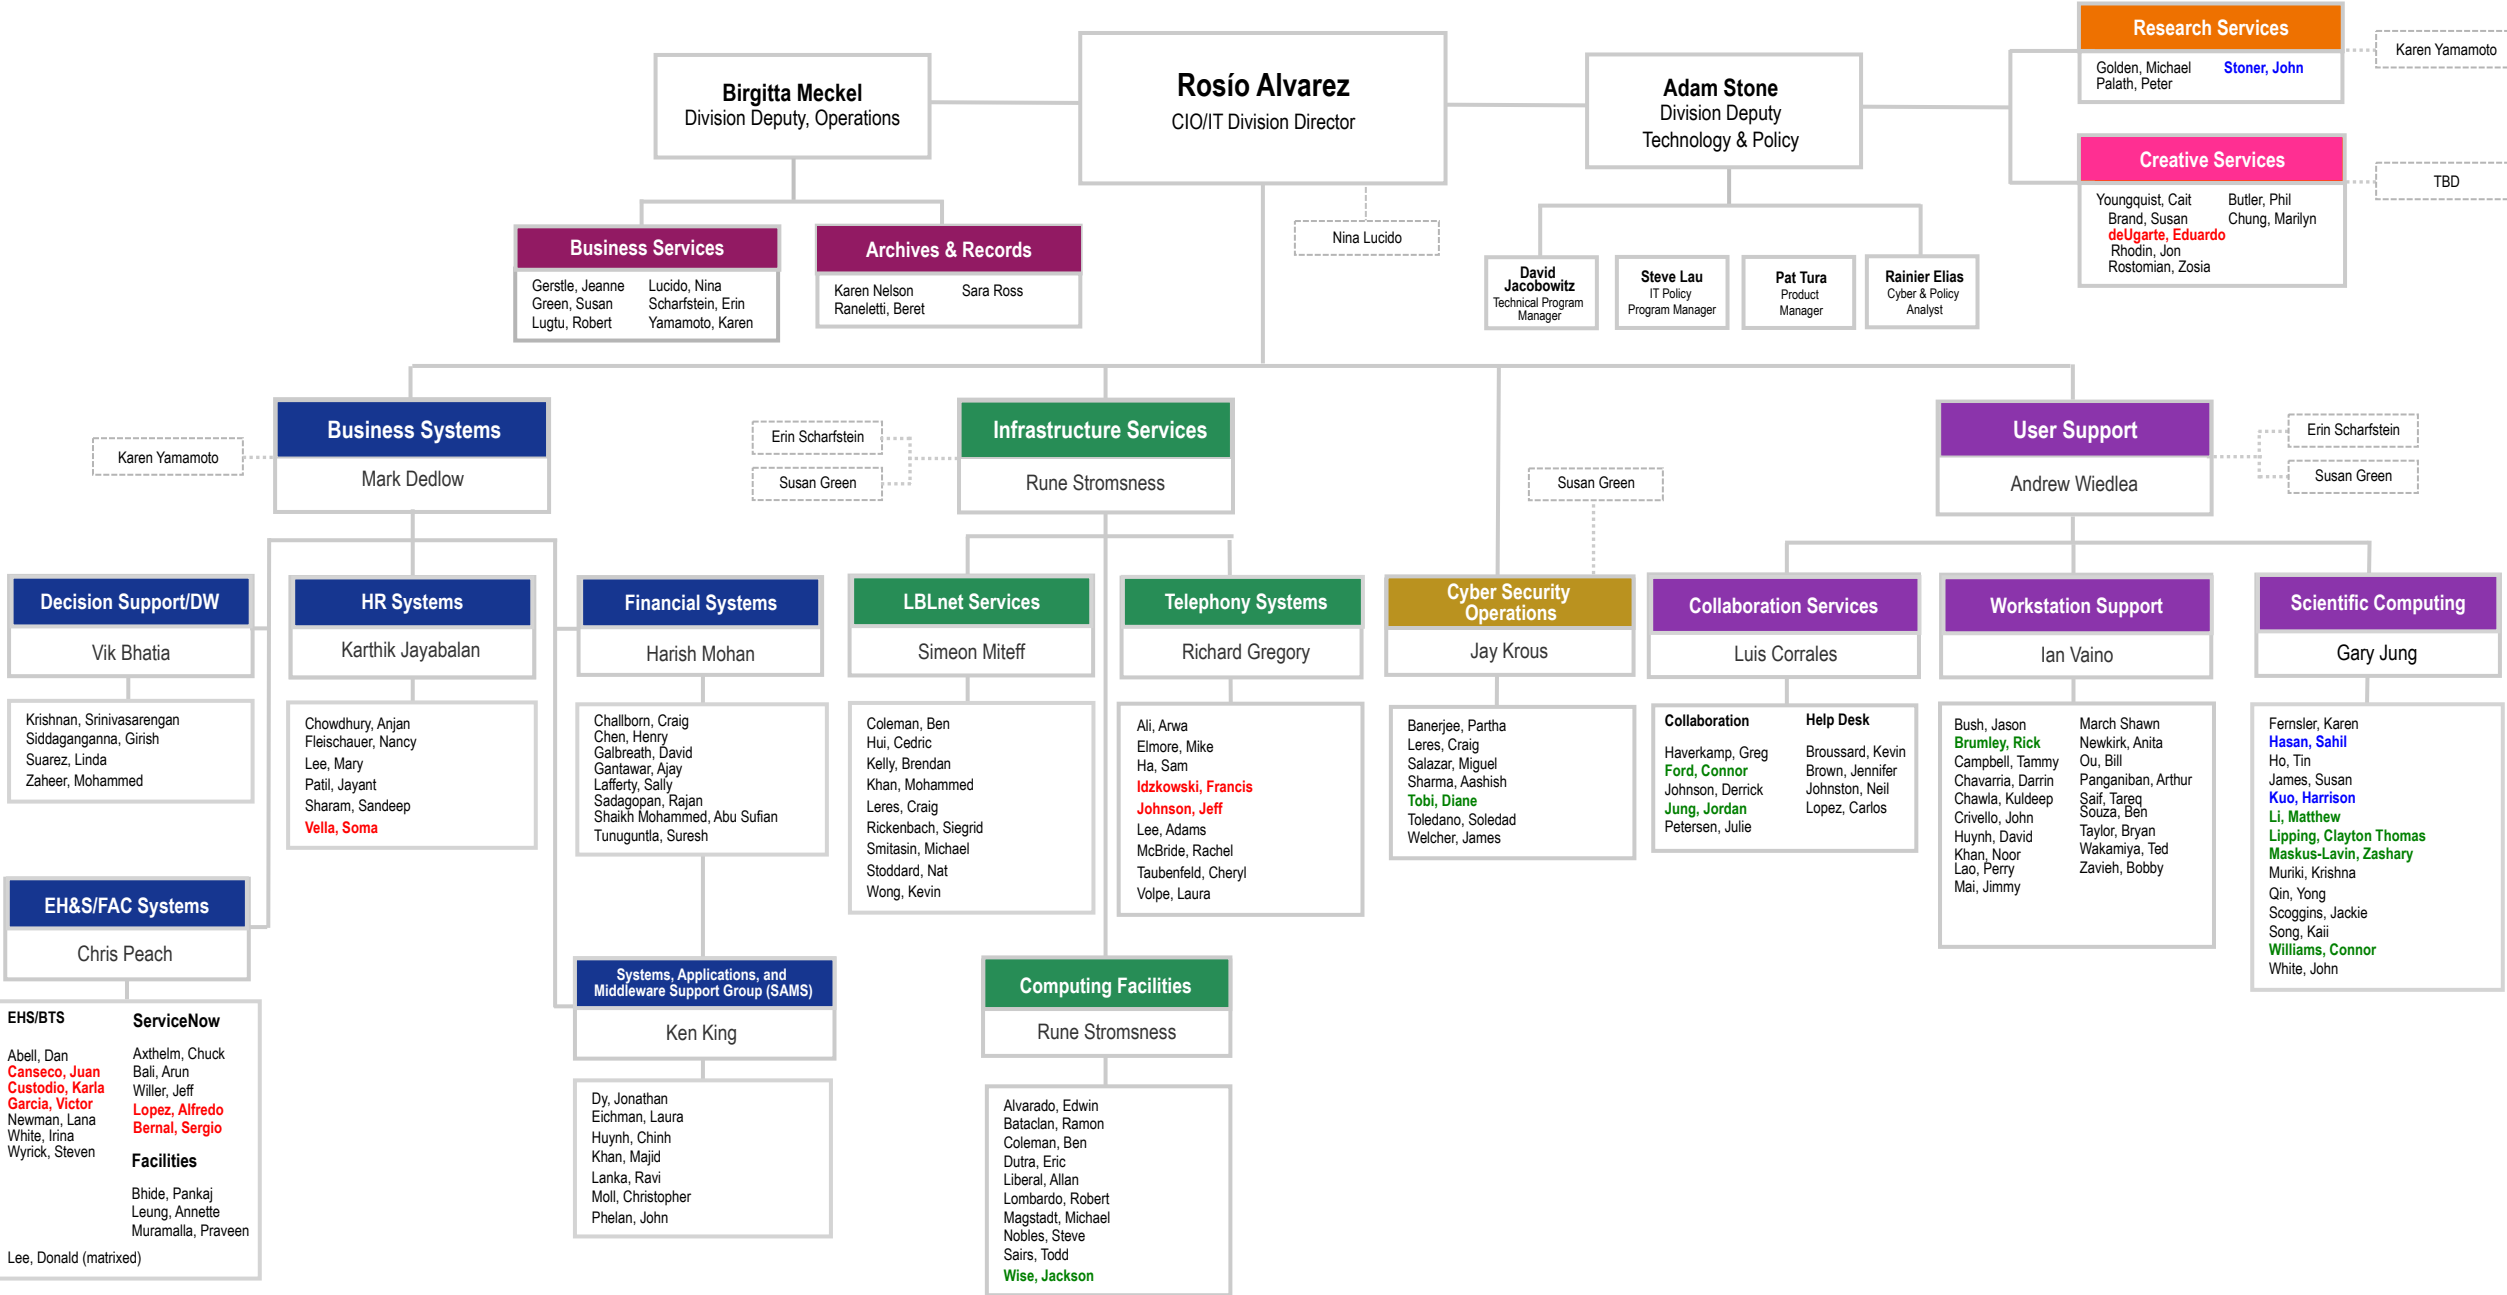 Rosío Alvarez
CIO/IT Division Director
Nina Lucido
Birgitta Meckel
Division Deputy, Operations
Business Services
Gerstle, Jeanne
Green, Susan
Lugtu, Robert
Lucido, Nina
Scharfstein, Erin
Yamamoto, Karen
Archives & Records
Karen Nelson
Raneletti, Beret
Sara Ross
Adam Stone
Division Deputy
Technology & Policy
David
Jacobowitz
Technical Program
Manager
Steve Lau
IT Policy
Program Manager
Pat Tura
Product
Manager
Rainier Elias
Cyber & Policy
Analyst
Research Services
Golden, Michael
Palath, Peter
Stoner, John
Karen Yamamoto
Creative Services
Youngquist, Cait
Brand, Susan
deUgarte, Eduardo
Rhodin, Jon
Rostomian, Zosia
Butler, Phil
Chung, Marilyn
TBD
Business Systems
Mark Dedlow
Karen Yamamoto
Infrastructure Services
Rune Stromsness
Erin Scharfstein
Susan Green
User Support
Andrew Wiedlea
Erin Scharfstein
Susan Green
Susan Green
Decision Support/DW
Vik Bhatia
Krishnan, Srinivasarengan
Siddaganganna, Girish
Suarez, Linda
Zaheer, Mohammed
HR Systems
Karthik Jayabalan
Chowdhury, Anjan
Fleischauer, Nancy
Lee, Mary
Patil, Jayant
Sharam, Sandeep
Vella, Soma
Financial Systems
Harish Mohan
Challborn, Craig
Chen, Henry
Galbreath, David
Gantawar, Ajay
Lafferty, Sally
Sadagopan, Rajan
Shaikh Mohammed, Abu Sufian
Tunuguntla, Suresh
LBLnet Services
Simeon Miteff
Coleman, Ben
Hui, Cedric
Kelly, Brendan
Khan, Mohammed
Leres, Craig
Rickenbach, Siegrid
Smitasin, Michael
Stoddard, Nat
Wong, Kevin
Telephony Systems
Richard Gregory
Ali, Arwa
Elmore, Mike
Ha, Sam
Idzkowski, Francis
Johnson, Jeff
Lee, Adams
McBride, Rachel
Taubenfeld, Cheryl
Volpe, Laura
Cyber Security
Operations
Jay Krous
Banerjee, Partha
Leres, Craig
Salazar, Miguel
Sharma, Aashish
Tobi, Diane
Toledano, Soledad
Welcher, James
Collaboration Services
Luis Corrales
Collaboration
Haverkamp, Greg
Ford, Connor
Johnson, Derrick
Jung, Jordan
Petersen, Julie
Help Desk
Broussard, Kevin
Brown, Jennifer
Johnston, Neil
Lopez, Carlos
Workstation Support
Ian Vaino
Bush, Jason
Brumley, Rick
Campbell, Tammy
Chavarria, Darrin
Chawla, Kuldeep
Crivello, John
Huynh, David
Khan, Noor
Lao, Perry
Mai, Jimmy
March Shawn
Newkirk, Anita
Ou, Bill
Panganiban, Arthur
Saif, Tareq
Souza, Ben
Taylor, Bryan
Wakamiya, Ted
Zavieh, Bobby
Scientific Computing
Gary Jung
Fernsler, Karen
Hasan, Sahil
Ho, Tin
James, Susan
Kuo, Harrison
Li, Matthew
Lipping, Clayton Thomas
Maskus-Lavin, Zashary
Muriki, Krishna
Qin, Yong
Scoggins, Jackie
Song, Kaii
Williams, Connor
White, John
EH&S/FAC Systems
Chris Peach
EHS/BTS
Abell, Dan
Canseco, Juan
Custodio, Karla
Garcia, Victor
Newman, Lana
White, Irina
Wyrick, Steven
ServiceNow
Axthelm, Chuck
Bali, Arun
Willer, Jeff
Lopez, Alfredo
Bernal, Sergio
Facilities
Bhide, Pankaj
Leung, Annette
Muramalla, Praveen
Lee, Donald (matrixed)
Systems, Applications, and
Middleware Support Group (SAMS)
Ken King
Dy, Jonathan
Eichman, Laura
Huynh, Chinh
Khan, Majid
Lanka, Ravi
Moll, Christopher
Phelan, John
Computing Facilities
Rune Stromsness
Alvarado, Edwin
Bataclan, Ramon
Coleman, Ben
Dutra, Eric
Liberal, Allan
Lombardo, Robert
Magstadt, Michael
Nobles, Steve
Sairs, Todd
Wise, Jackson